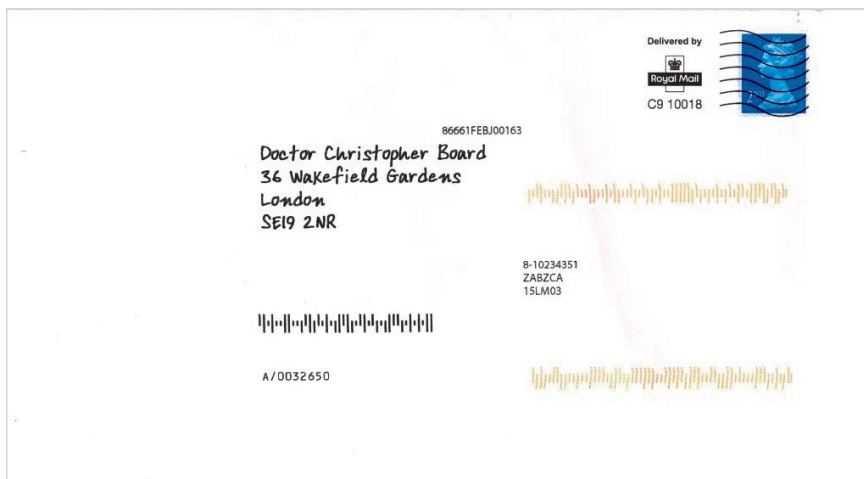 Delivered by
Royal Mail
C9 10018
2ND
86661FEBJ00163
Doctor Christopher Board
36 Wakefield Gardens
London
SE19 2NR
8-10234351
ZABZCA
15LM03
A/0032650